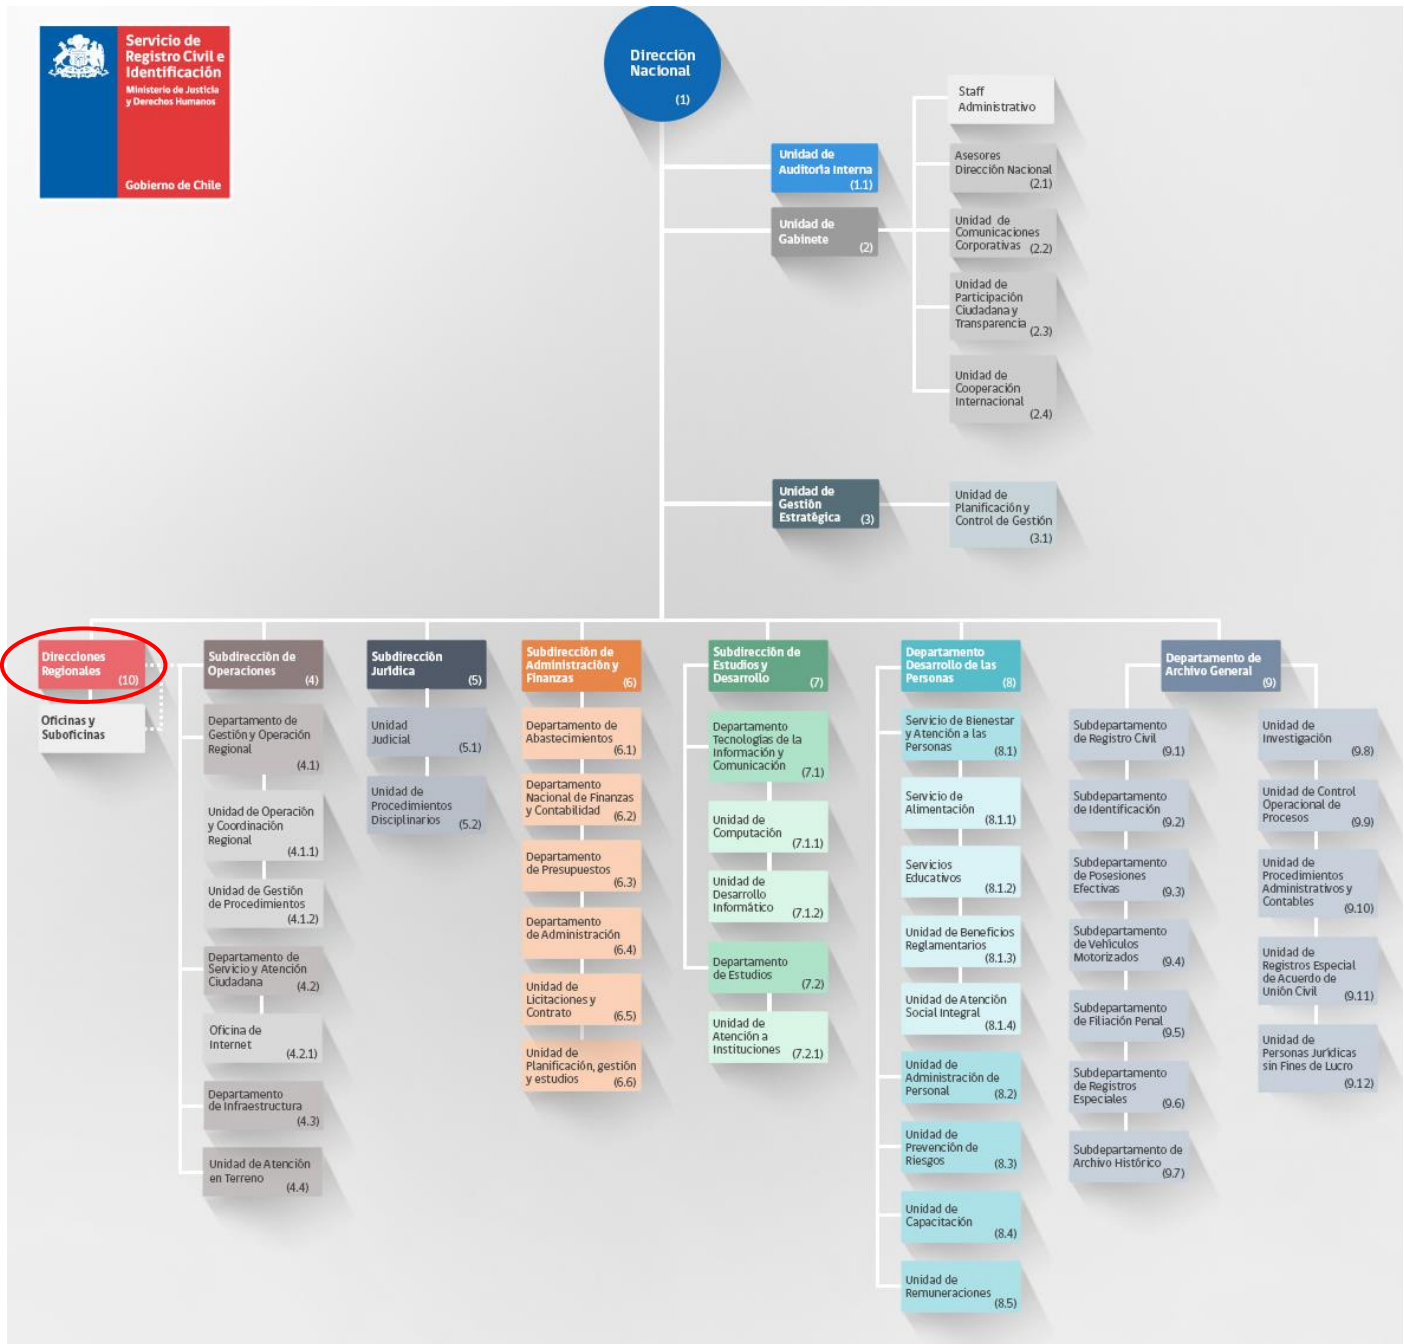 Servicio de
Registro Civil e
Identificación
Ministerio de Justicia
y Derechos Humanos
Gobierno de Chile
Dirección
Nacional
(1)
Staff
Administrativo
Unidad de
Auditoría Interna
(1.1)
Asesores
Dirección Nacional
(2.1)
Unidad de
Gabinete
(2)
Unidad de
Comunicaciones
Corporativas (2.2)
Unidad de
Participación
Ciudadana y
Transparencia
(2.3)
Unidad de
Cooperación
Internacional
(2.4)
Unidad de
Gestión
Estratégica (3)
Unidad de
Planificación y
Control de Gestión
(3.1)
Direcciones
Regionales
(10)
Oficinas y
Suboficinas
Subdirección de
Operaciones (4)
Departamento de
Gestión y Operación
Regional
(4.1)
Unidad de Operación
y Coordinación
Regional
(4.1.1)
Unidad de Gestión
de Procedimientos
(4.1.2)
Departamento de
Servicio y Atención
Ciudadana (4.2)
Oficina de
Internet
(4.2.1)
Departamento
de Infraestructura
(4.3)
Unidad de Atención
en Terreno
(4.4)
Subdirección
Jurídica
(5)
Unidad
Judicial
(5.1)
Unidad de
Procedimientos
Disciplinarios (5.2)
Subdirección de
Administración y
Finanzas (6)
Departamento de
Abastecimientos
(6.1)
Departamento
Nacional de Finanzas
y Contabilidad (6.2)
Departamento
de Presupuestos
(6.3)
Departamento
de Administración
(6.4)
Unidad de
Licitaciones y
Contrato (6.5)
Unidad de
Planificación, gestión
y estudios (6.6)
Subdirección de
Estudios y
Desarrollo (7)
Departamento
Tecnologías de la
Información y
Comunicación
(7.1)
Unidad de
Computación
(7.1.1)
Unidad de
Desarrollo
Informático (7.1.2)
Departamento
de Estudios
(7.2)
Unidad de
Atención a
Instituciones (7.2.1)
Departamento
Desarrollo de las
Personas (8)
Servicio de Bienestar
y Atención a las
Personas (8.1)
Servicio de
Alimentación
(8.1.1)
Servicios
Educativos
(8.1.2)
Unidad de Beneficios
Reglamentarios
(8.1.3)
Unidad de Atención
Social Integral
(8.1.4)
Unidad de
Administración de
Personal (8.2)
Unidad de
Prevención de
Riesgos (8.3)
Unidad de
Capacitación
(8.4)
Unidad de
Remuneraciones
(8.5)
Departamento de
Archivo General
(9)
Subdepartamento
de Registro Civil
(9.1)
Subdepartamento
de Identificación
(9.2)
Subdepartamento
de Posesiones
Efectivas (9.3)
Subdepartamento
de Vehículos
Motorizados (9.4)
Subdepartamento
de Filiación Penal
(9.5)
Subdepartamento
de Registros
Especiales (9.6)
Subdepartamento de
Archivo Histórico
(9.7)
Unidad de
Investigación
(9.8)
Unidad de Control
Operacional de
Procesos (9.9)
Unidad de
Procedimientos
Administrativos y
Contables
(9.10)
Unidad de
Registros Especial
de Acuerdo de
Unión Civil (9.11)
Unidad de
Personas Jurídicas
sin Fines de Lucro
(9.12)